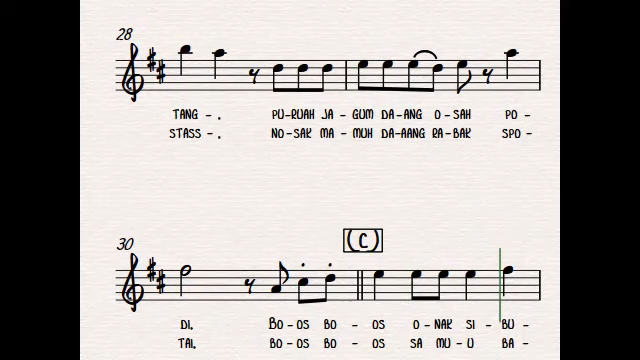 28
TANG - . PU-RUAH JA - GUM DA-ANG O-SAH PO -
STASS - . NO-SAK MA - MUH DA-AANG RA-BAK SPO -
30
(C)
DI. BO-OS BO - OS O-NAK SI - BU -
TAI. BO-OS BO - OS SA MU-U BA -